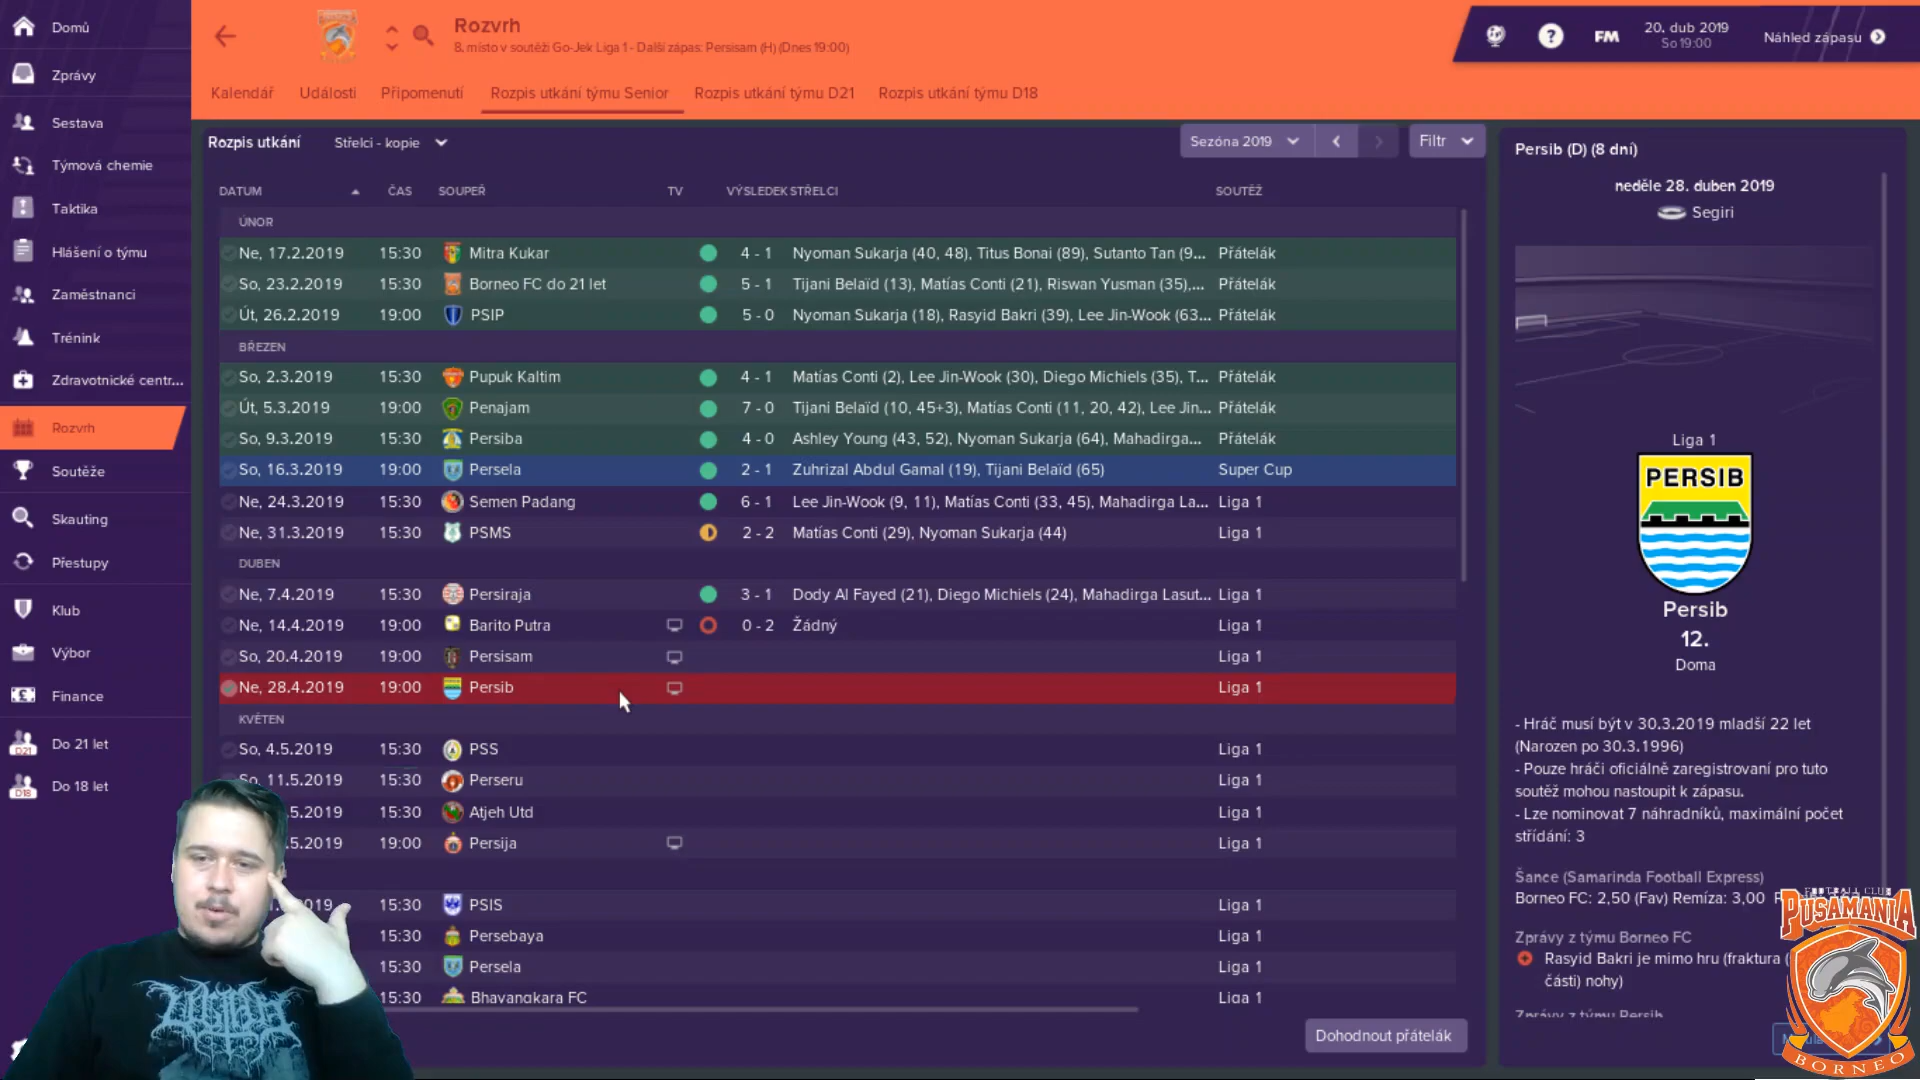 Domů
Zprávy
Sestava
Týmová chemie
Taktika
Hlášení o týmu
Zaměstnanci
Trénink
Zdravotnické centr...
Rozvrh
Soutěže
Skauting
Přestupy
Klub
Výbor
Finance
Do 21 let
Do 18 let
Rozvrh
8. místo v soutěži Go-Jek Liga 1 - Další zápas: Persisam (H) (Dnes 19:00)
FM
20. dub 2019
So 19:00
Náhled zápasu
Kalendář Události Připomenutí Rozpis utkání týmu Senior Rozpis utkání týmu D21 Rozpis utkání týmu D18
Rozpis utkání Střelci - kopie Sezóna 2019 Filtr
DATUM ČAS SOUPEŘ TV VÝSLEDEK STŘELCI SOUTĚŽ
ÚNOR
Ne, 17.2.2019 15:30 Mitra Kukar 4 - 1 Nyoman Sukarja (40, 48), Titus Bonai (89), Sutanto Tan (9... Přátelák
So, 23.2.2019 15:30 Borneo FC do 21 let 5 - 1 Tijani Belaïd (13), Matías Conti (21), Riswan Yusman (35),... Přátelák
Út, 26.2.2019 19:00 PSIP 5 - 0 Nyoman Sukarja (18), Rasyid Bakri (39), Lee Jin-Wook (63... Přátelák
BŘEZEN
So, 2.3.2019 15:30 Pupuk Kaltim 4 - 1 Matías Conti (2), Lee Jin-Wook (30), Diego Michiels (35), T... Přátelák
Út, 5.3.2019 19:00 Penajam 7 - 0 Tijani Belaïd (10, 45+3), Matías Conti (11, 20, 42), Lee Jin... Přátelák
So, 9.3.2019 15:30 Persiba 4 - 0 Ashley Young (43, 52), Nyoman Sukarja (64), Mahadirga... Přátelák
So, 16.3.2019 19:00 Persela 2 - 1 Zuhrizal Abdul Gamal (19), Tijani Belaïd (65) Super Cup
Ne, 24.3.2019 15:30 Semen Padang 6 - 1 Lee Jin-Wook (9, 11), Matías Conti (33, 45), Mahadirga La... Liga 1
Ne, 31.3.2019 15:30 PSMS 2 - 2 Matías Conti (29), Nyoman Sukarja (44) Liga 1
DUBEN
Ne, 7.4.2019 15:30 Persiraja 3 - 1 Dody Al Fayed (21), Diego Michiels (24), Mahadirga Lasut... Liga 1
Ne, 14.4.2019 19:00 Barito Putra 0 - 2 Žádný Liga 1
So, 20.4.2019 19:00 Persisam Liga 1
Ne, 28.4.2019 19:00 Persib Liga 1
KVĚTEN
So, 4.5.2019 15:30 PSS Liga 1
So, 11.5.2019 15:30 Perseru Liga 1
.5.2019 15:30 Atjeh Utd Liga 1
.5.2019 19:00 Persija Liga 1
15:30 PSIS Liga 1
15:30 Persebaya Liga 1
15:30 Persela Liga 1
15:30 Bhayangkara FC Liga 1
Dohodnout přátelák
Persib (D) (8 dní)
neděle 28. duben 2019
Segiri
Liga 1
PERSIB
Persib
12.
Doma
- Hráč musí být v 30.3.2019 mladší 22 let
(Narozen po 30.3.1996)
- Pouze hráči oficiálně zaregistrovaní pro tuto
soutěž mohou nastoupit k zápasu.
- Lze nominovat 7 náhradníků, maximální počet
střídání: 3
Šance (Samarinda Football Express)
Borneo FC: 2,50 (Fav) Remíza: 3,00
Zprávy z týmu Borneo FC
Rasyid Bakri je mimo hru (fraktura (
části) nohy)
Zprávy z týmu Persib
FOOTBALL CLUB
PUSAMANIA
BORNEO